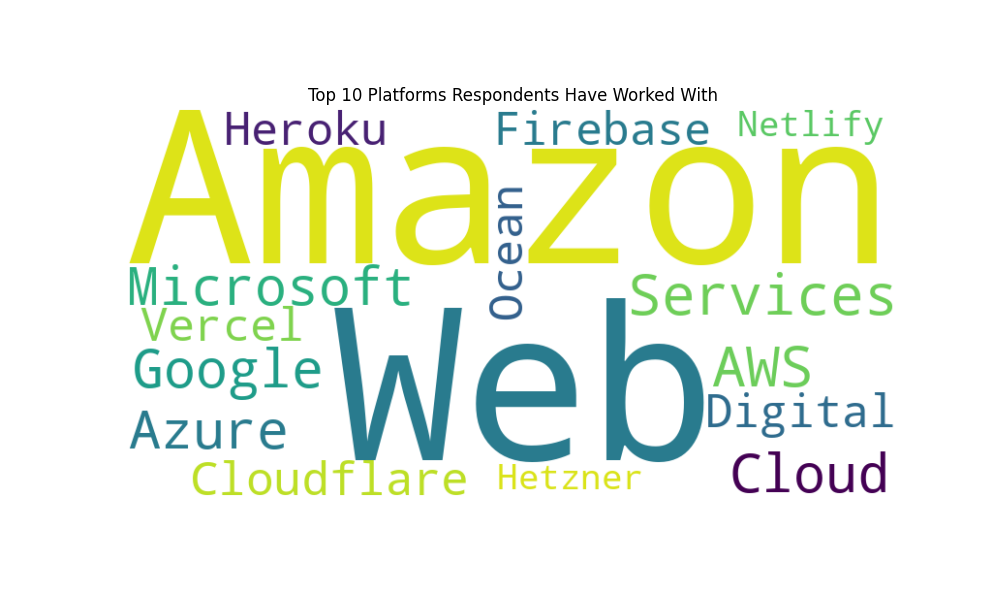 Top 10 Platforms Respondents Have Worked With
Heroku
Firebase
Netlify
Amazon
Ocean
Microsoft
Services
Vercel
Web
Google
AWS
Digital
Azure
Cloudflare
Hetzner
Cloud